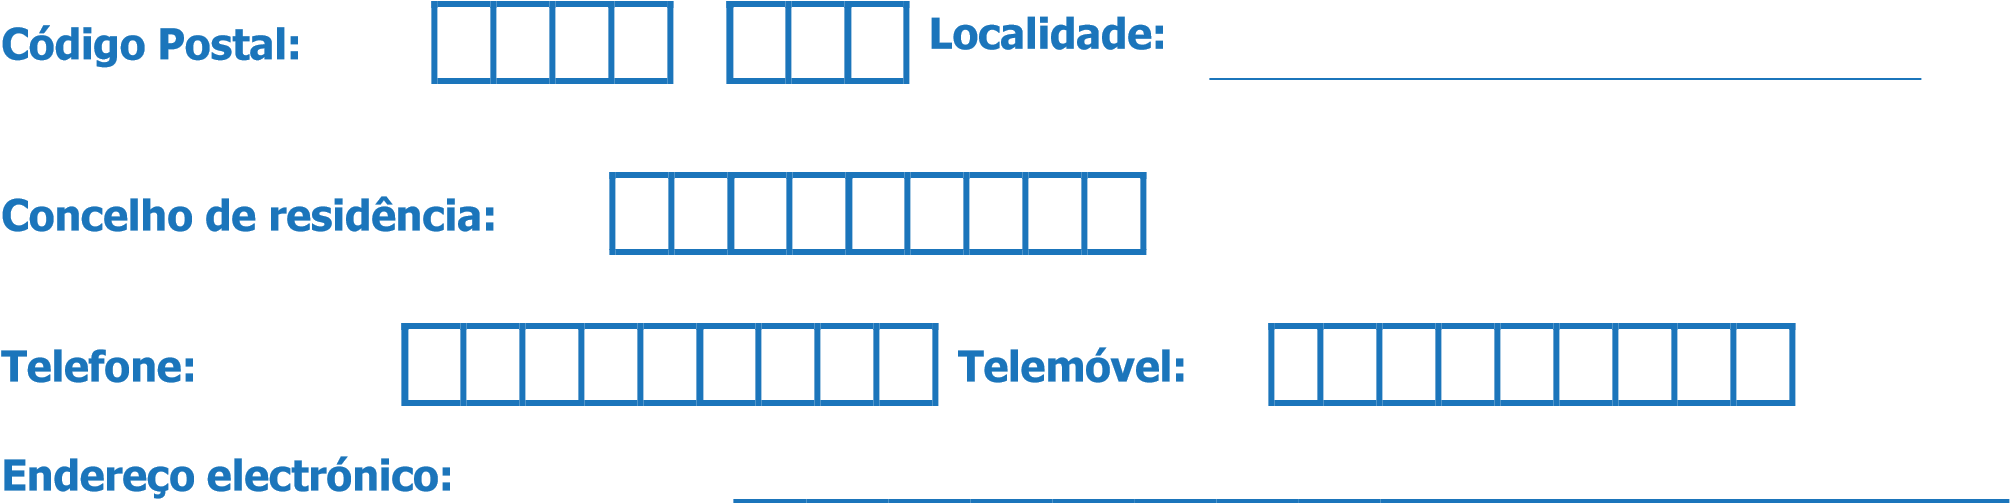 Código Postal: Localidade:
Concelho de residência:
Telefone: Telemóvel:
Endereço electrónico: